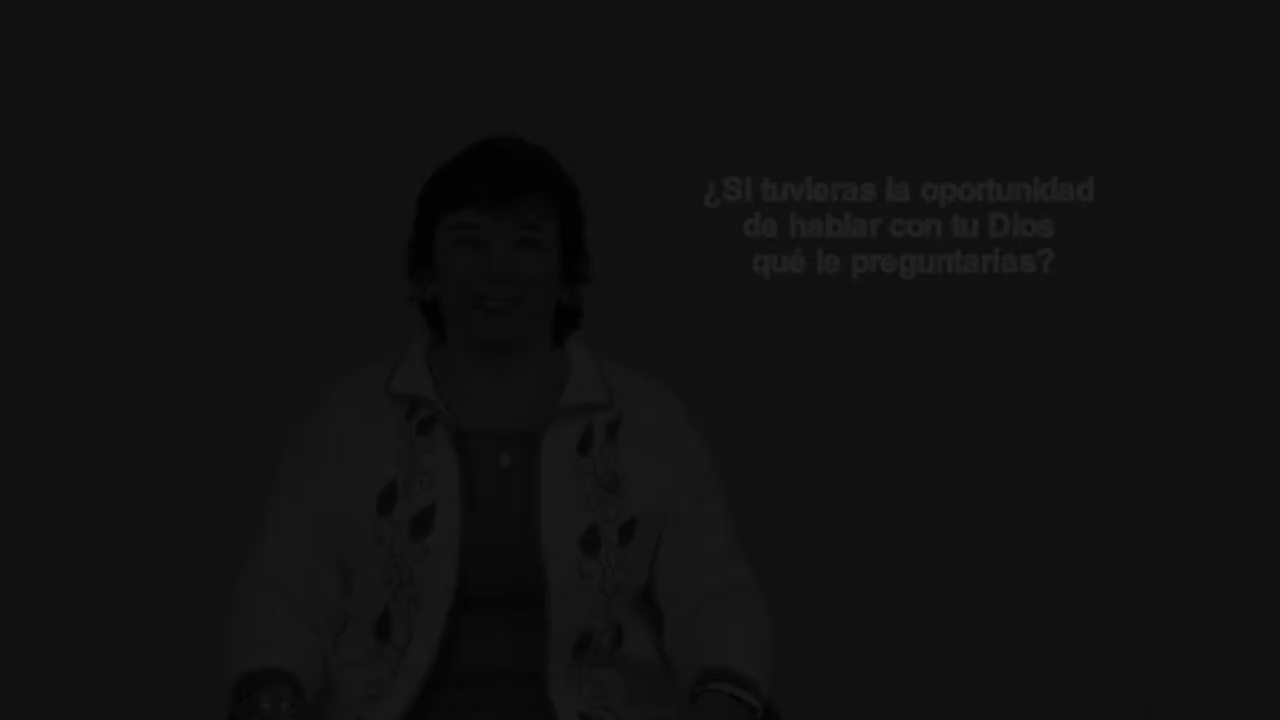 ¿Si tuvieras la oportunidad
de hablar con tu Dios
qué le preguntarías?